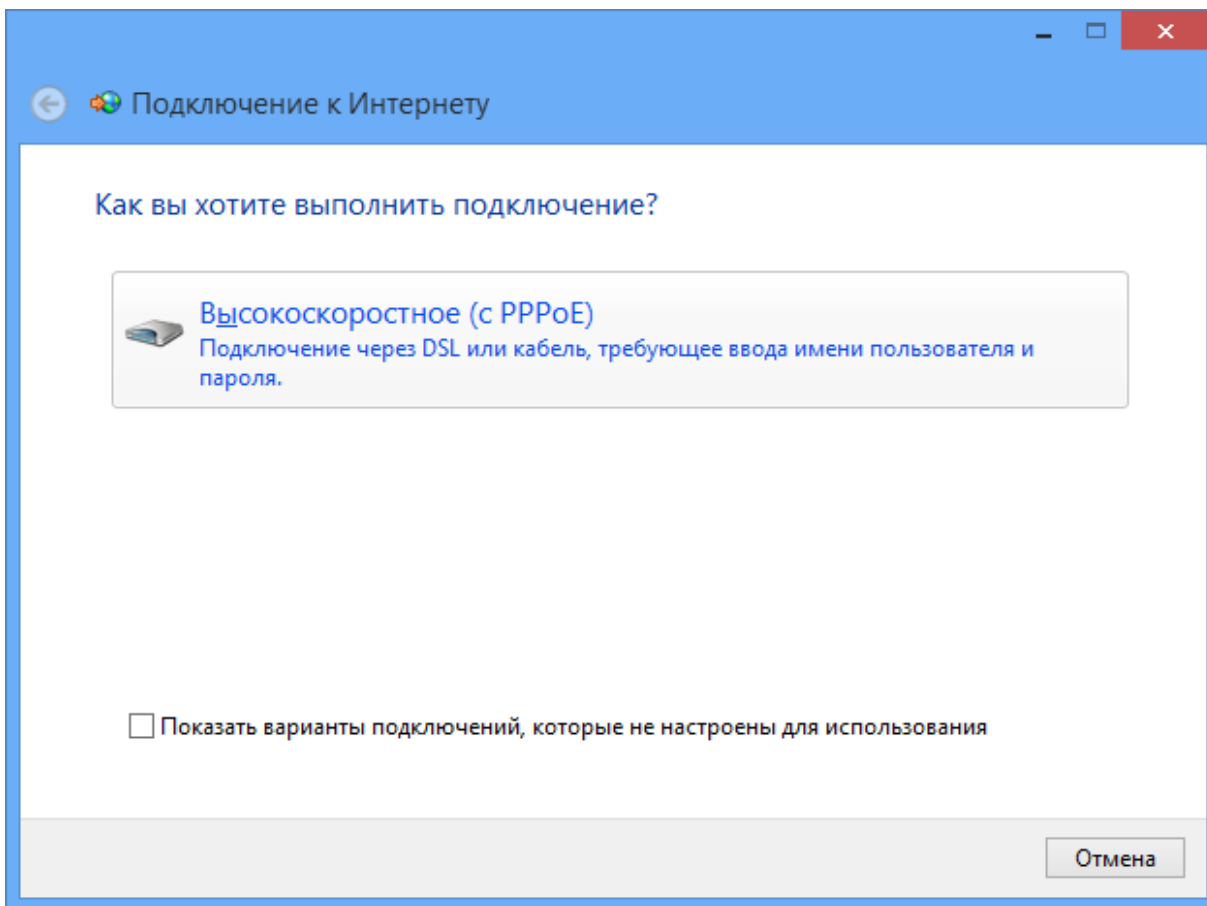 Подключение к Интернету
Как вы хотите выполнить подключение?
Высокоскоростное (с PPPoE)
Подключение через DSL или кабель, требующее ввода имени пользователя и
пароля.
Показать варианты подключений, которые не настроены для использования
Отмена